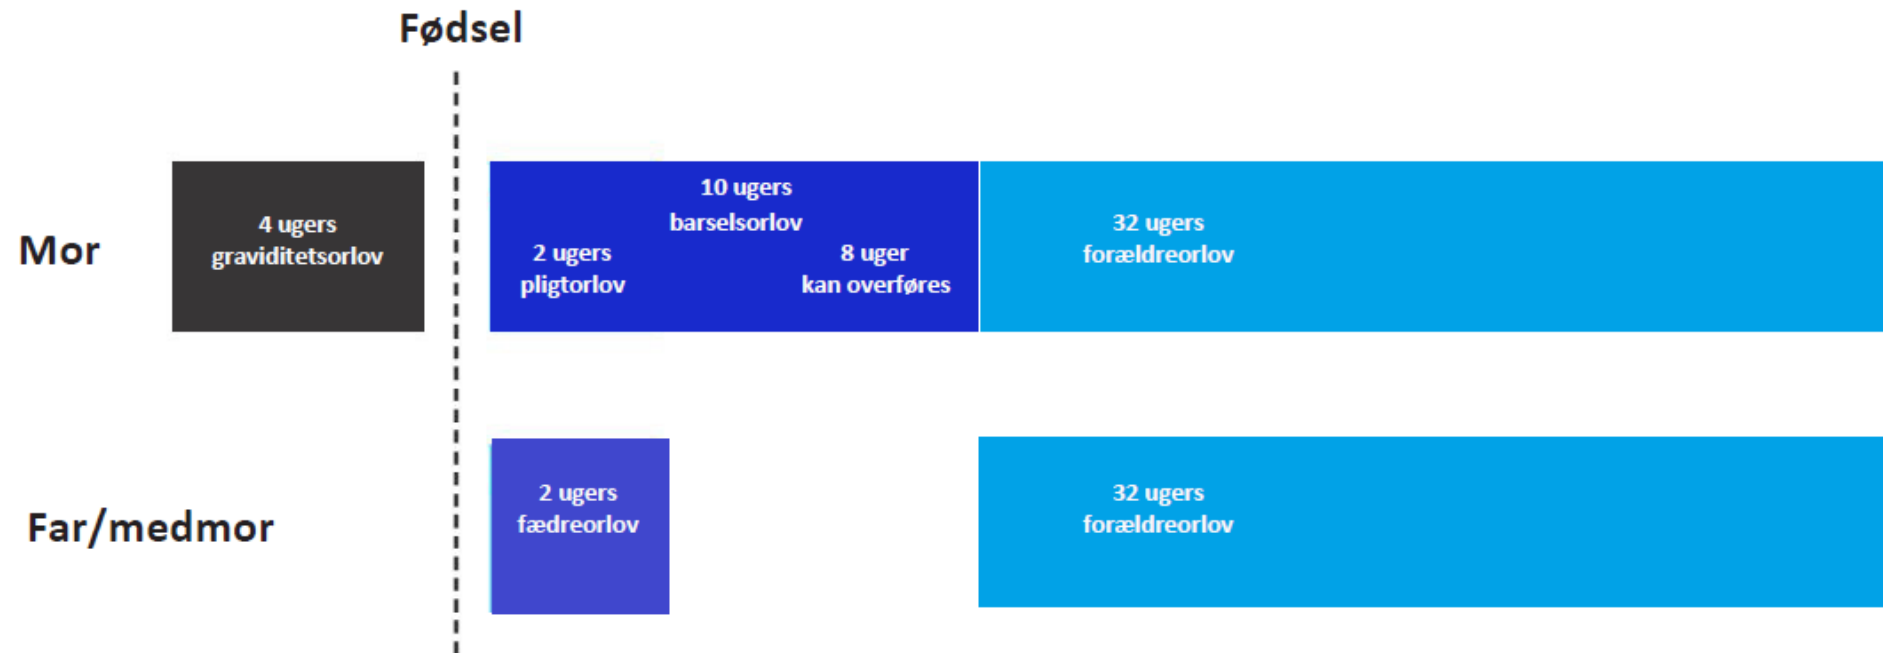 Fødsel
Mor
4 ugers
graviditetsorlov
10 ugers
barselsorlov
2 ugers
pligtorlov
8 uger
kan overføres
32 ugers
forældreorlov
Far/medmor
2 ugers
fædreorlov
32 ugers
forældreorlov